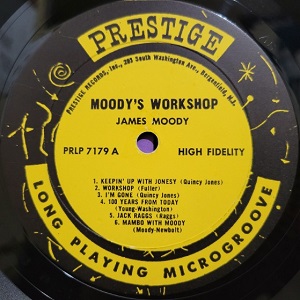 PRESTIGE
PRESTIGE RECORDS, Inc., 203 South Washington Ave., Bergenfield, N.J.
MOODY'S WORKSHOP
JAMES MOODY
PRLP 7179 A HIGH FIDELITY
1. KEEPIN' UP WITH JONESY (Quincy Jones)
2. WORKSHOP (Fuller)
3. I'M GONE (Quincy Jones)
4. 100 YEARS FROM TODAY
(Young-Washington)
5. JACK RAGGS (Raggs)
6. MAMBO WITH MOODY
(Moody-Newbolt)
LONG PLAYING MICROGROOVE